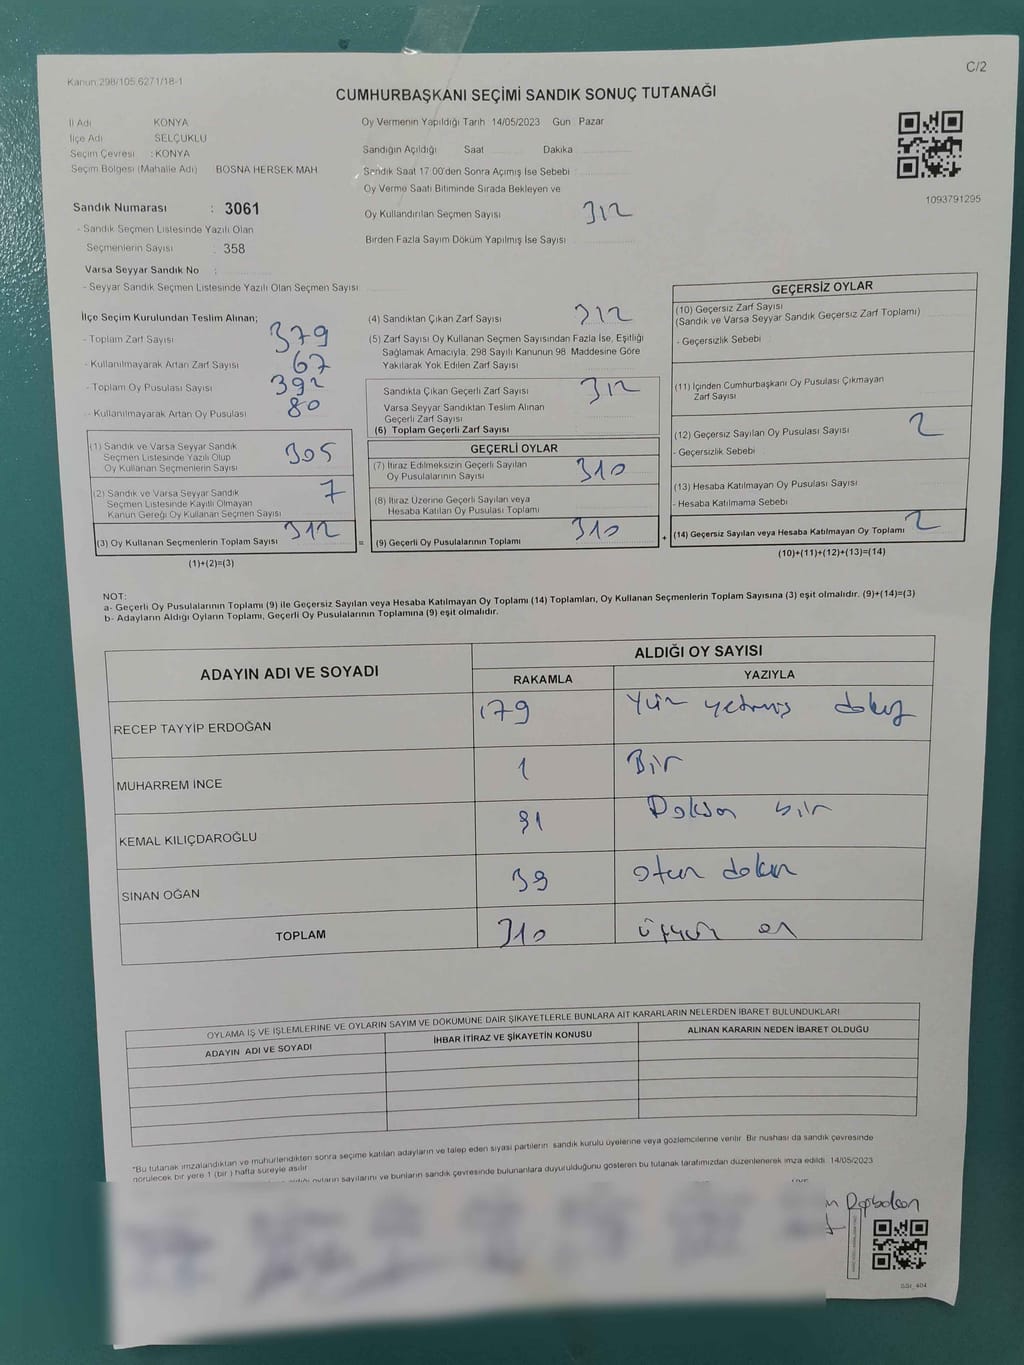 Kanun 298/105 6271/18-1
C/2
CUMHURBAŞKANI SEÇİMİ SANDIK SONUÇ TUTANAĞI
İl Adı KONYA
İlçe Adı SELÇUKLU
Seçim Çevresi : KONYA
Seçim Bölgesi (Mahalle Adı) BOSNA HERSEK MAH
Sandık Numarası : 3061
- Sandık Seçmen Listesinde Yazılı Olan
Seçmenlerin Sayısı : 358
Varsa Seyyar Sandık No :
- Seyyar Sandık Seçmen Listesinde Yazılı Olan Seçmen Sayısı
Oy Vermenin Yapıldığı Tarih 14/05/2023 Gün Pazar
Sandığın Açıldığı Saat Dakika
Sandık Saat 17 00'den Sonra Açımış İse Sebebi
Oy Verme Saati Bitiminde Sırada Bekleyen ve
Oy Kullandırılan Seçmen Sayısı 312
Birden Fazla Sayım Döküm Yapılmış İse Sayısı
1093791295
İlçe Seçim Kurulundan Teslim Alınan;
- Toplam Zarf Sayısı 379
- Kullanılmayarak Artan Zarf Sayısı 67
- Toplam Oy Pusulası Sayısı 392
- Kullanılmayarak Artan Oy Pusulası 80
(1) Sandık ve Varsa Seyyar Sandık
Seçmen Listesinde Yazılı Olup
Oy Kullanan Seçmenlerin Sayısı 305
(2) Sandık ve Varsa Seyyar Sandık
Seçmen Listesinde Kayıtlı Olmayan
Kanun Gereği Oy Kullanan Seçmen Sayısı 7
(3) Oy Kullanan Seçmenlerin Toplam Sayısı 312
(1)+(2)=(3)
=
(4) Sandıktan Çıkan Zarf Sayısı 312
(5) Zarf Sayısı Oy Kullanan Seçmen Sayısından Fazla İse, Eşitliği
Sağlamak Amacıyla; 298 Sayılı Kanunun 98 Maddesine Göre
Yakılarak Yok Edilen Zarf Sayısı
Sandıkta Çıkan Geçerli Zarf Sayısı 312
Varsa Seyyar Sandıktan Teslim Alınan
Geçerli Zarf Sayısı
(6) Toplam Geçerli Zarf Sayısı
GEÇERLİ OYLAR
(7) İtiraz Edilmeksizin Geçerli Sayılan
Oy Pusulalarının Sayısı 310
(8) İtiraz Üzerine Geçerli Sayılan veya
Hesaba Katılan Oy Pusulası Toplamı
(9) Geçerli Oy Pusulalarının Toplamı 310
+
GEÇERSİZ OYLAR
(10) Geçersiz Zarf Sayısı
(Sandık ve Varsa Seyyar Sandık Geçersiz Zarf Toplamı)
- Geçersizlik Sebebi
(11) İçinden Cumhurbaşkanı Oy Pusulası Çıkmayan
Zarf Sayısı
(12) Geçersiz Sayılan Oy Pusulası Sayısı 2
- Geçersizlik Sebebi
(13) Hesaba Katılmayan Oy Pusulası Sayısı
- Hesaba Katılmama Sebebi
(14) Geçersiz Sayılan veya Hesaba Katılmayan Oy Toplamı 2
(10)+(11)+(12)+(13)=(14)
NOT:
a- Geçerli Oy Pusulalarının Toplamı (9) ile Geçersiz Sayılan veya Hesaba Katılmayan Oy Toplamı (14) Toplamları, Oy Kullanan Seçmenlerin Toplam Sayısına (3) eşit olmalıdır. (9)+(14)=(3)
b- Adayların Aldığı Oyların Toplamı, Geçerli Oy Pusulalarının Toplamına (9) eşit olmalıdır.
ADAYIN ADI VE SOYADI ALDIĞI OY SAYISI
RAKAMLA YAZIYLA
RECEP TAYYİP ERDOĞAN 179 Yüz yetmiş dokuz
MUHARREM İNCE 1 Bir
KEMAL KILIÇDAROĞLU 91 Doksan bir
SİNAN OĞAN 39 otuz dokuz
TOPLAM 310 üçyüz on
OYLAMA İŞ VE İŞLEMLERİNE VE OYLARIN SAYIM VE DÖKÜMÜNE DAİR ŞİKAYETLERLE BUNLARA AİT KARARLARIN NELERDEN İBARET BULUNDUKLARI
ADAYIN ADI VE SOYADI İHBAR İTİRAZ VE ŞİKAYETİN KONUSU ALINAN KARARIN NEDEN İBARET OLDUĞU
"Bu tutanak imzalandıktan ve mühürlendikten sonra seçime katılan adayların ve talep eden siyasi partilerin sandık kurulu üyelerine veya gözlemcilerine verilir. Bir nüshası da sandık çevresinde
görülecek bir yere 1 (bir ) hafta süreyle asılır.
oyların sayılarını ve bunların sandık çevresinde bulunanlara duyurulduğunu gösteren bu tutanak tarafımızdan düzenlenerek imza edildi. 14/05/2023
SSI_404